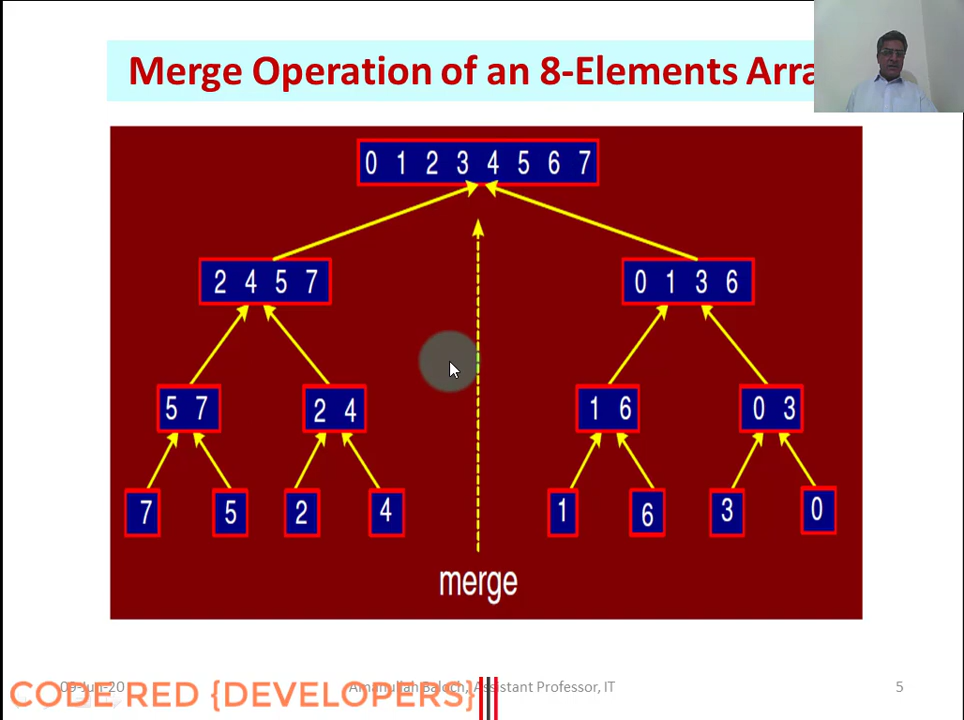 Merge Operation of an 8-Elements Arra
0 1 2 3 4 5 6 7
2 4 5 7
0 1 3 6
5 7
2 4
1 6
0 3
7
5
2
4
1
6
3
0
merge
09-Jun-20
Amanullah Baloch, Assistant Professor, IT
5
CODE RED {DEVELOPERS}